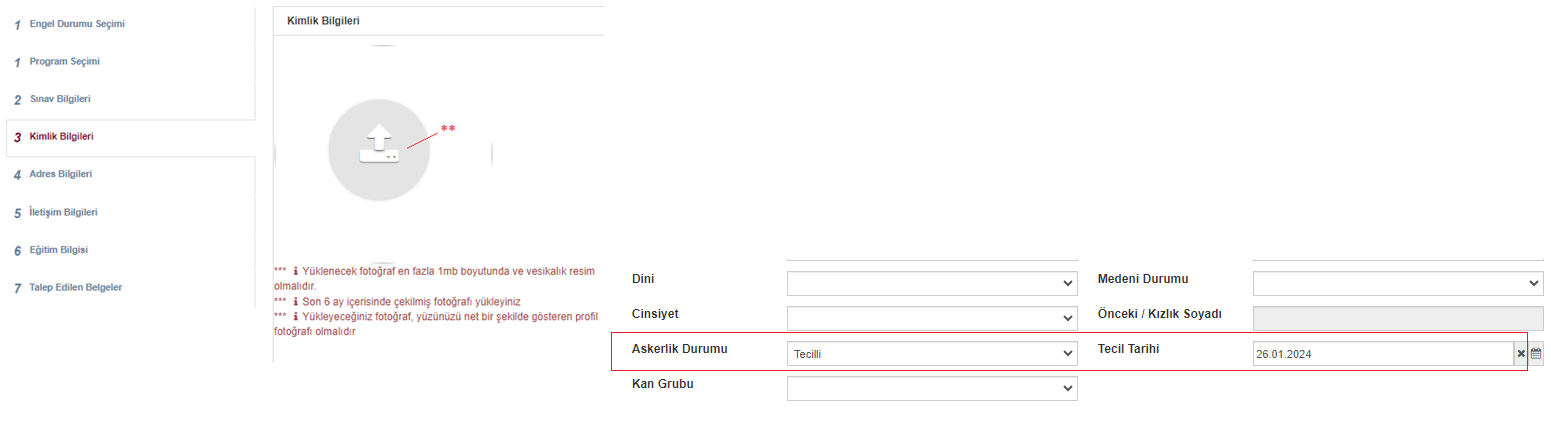 1 Engel Durumu Seçimi
1 Program Seçimi
2 Sınav Bilgileri
3 Kimlik Bilgileri
4 Adres Bilgileri
5 İletişim Bilgileri
6 Eğitim Bilgisi
7 Talep Edilen Belgeler
Kimlik Bilgileri
**
*** i Yüklenecek fotoğraf en fazla 1mb boyutunda ve vesikalık resim
olmalıdır.
*** i Son 6 ay içerisinde çekilmiş fotoğrafı yükleyiniz
*** i Yükleyeceğiniz fotoğraf, yüzünüzü net bir şekilde gösteren profil
fotoğrafı olmalıdır
Dini Medeni Durumu
Cinsiyet Önceki / Kızlık Soyadı
Askerlik Durumu Tecilli Tecil Tarihi 26.01.2024
Kan Grubu